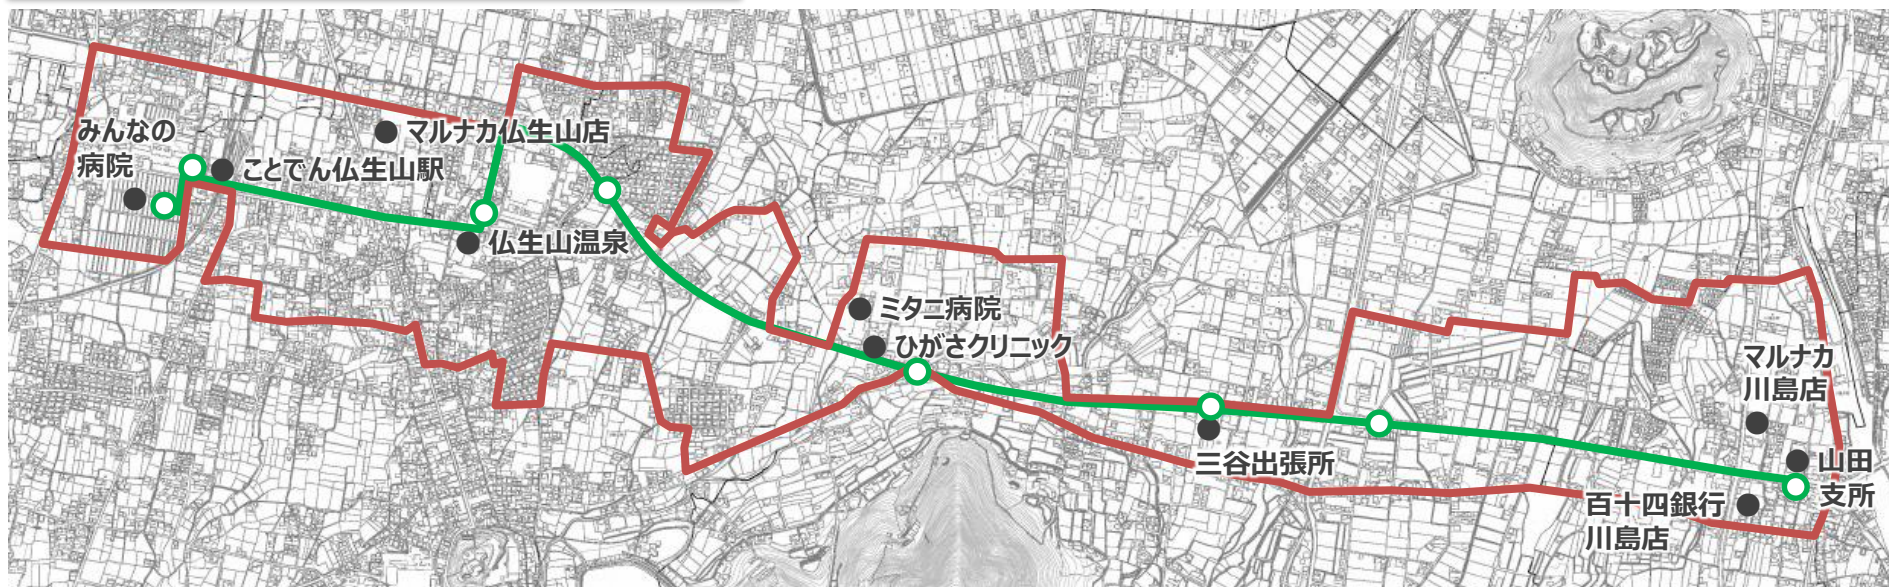 みんなの
病院
ことでん仏生山駅
マルナカ仏生山店
仏生山温泉
ミタニ病院
ひがさクリニック
三谷出張所
マルナカ
川島店
山田
支所
百十四銀行
川島店